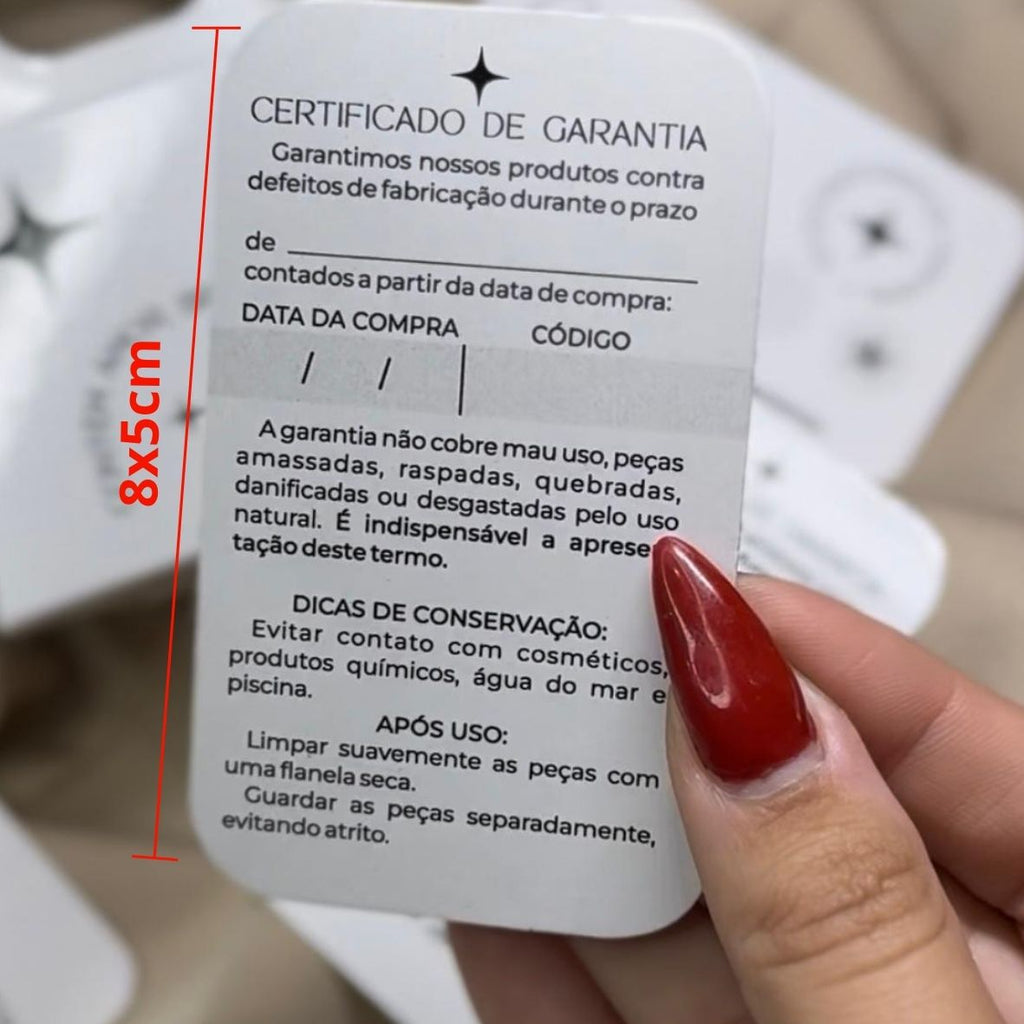 CERTIFICADO DE GARANTIA
Garantimos nossos produtos contra
defeitos de fabricação durante o prazo
de
contados a partir da data de compra:
DATA DA COMPRA CÓDIGO
/ /
A garantia não cobre mau uso, peças
amassadas, raspadas, quebradas,
danificadas ou desgastadas pelo uso
natural. É indispensável a aprese
tação deste termo.
DICAS DE CONSERVAÇÃO:
Evitar contato com cosméticos,
produtos químicos, água do mar e
piscina.
APÓS USO:
Limpar suavemente as peças com
uma flanela seca.
Guardar as peças separadamente,
evitando atrito.
8x5cm